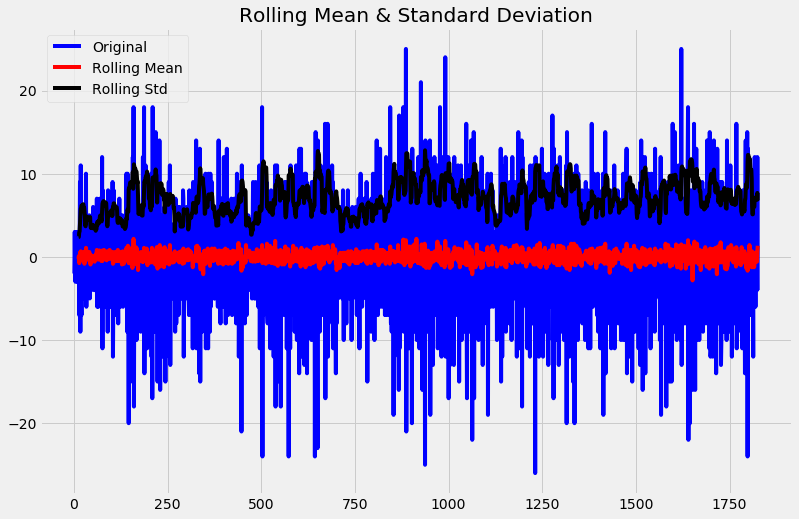 Rolling Mean & Standard Deviation
Original
Rolling Mean
Rolling Std
20
10
0
−10
−20
0 250 500 750 1000 1250 1500 1750